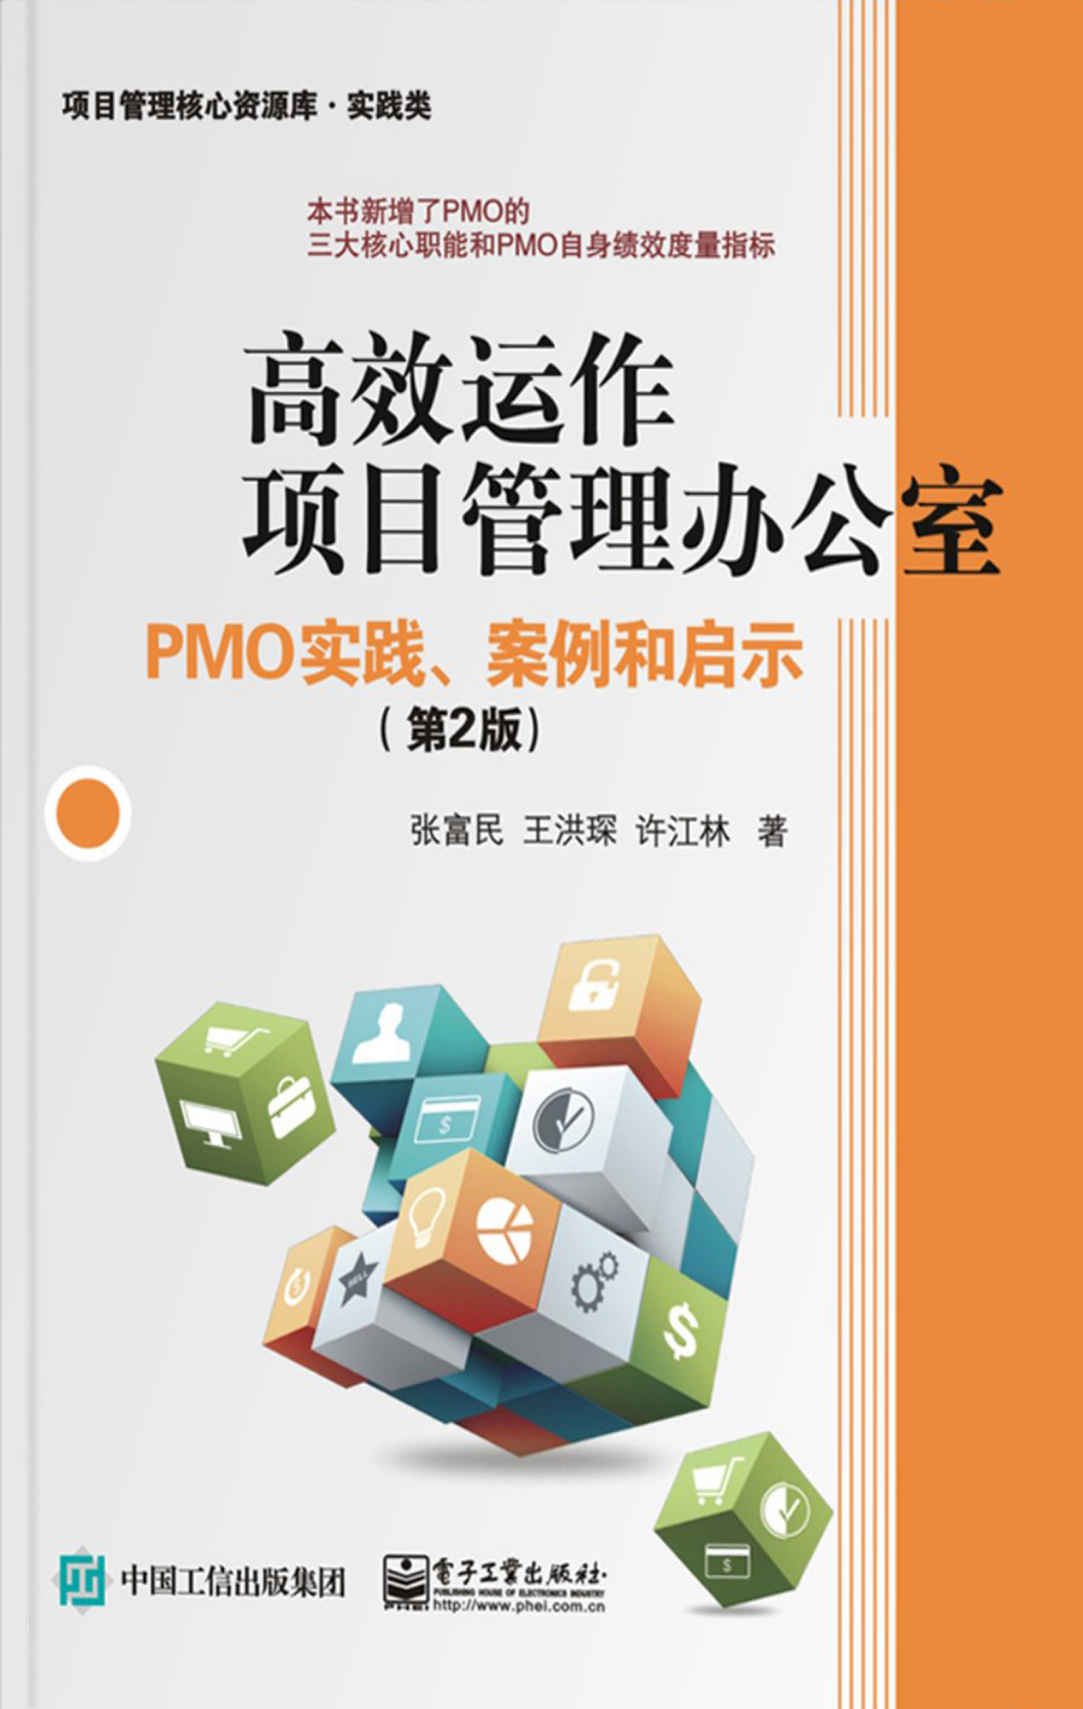 项目管理核心资源库·实践类
本书新增了PMO的
三大核心职能和PMO自身绩效度量指标
高效运作
项目管理办公室
PMO实践、案例和启示
（第2版）
张富民 王洪琛 许江林 著
$
SELL
$
$
$
中国工信出版集团
電子工業出版社
PUBLISHING HOUSE OF ELECTRONICS INDUSTRY
http://www.phei.com.cn